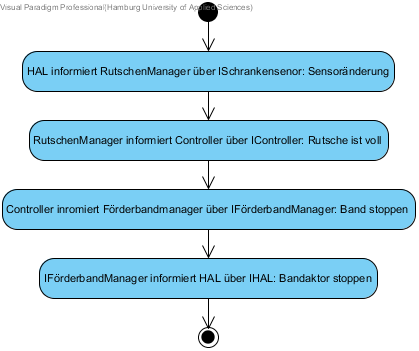 Visual Paradigm Professional(Hamburg University of Applied Sciences)
HAL informiert RutschenManager über ISchrankensenor: Sensoränderung
RutschenManager informiert Controller über IController: Rutsche ist voll
Controller inromiert Förderbandmanager über IFörderbandManager: Band stoppen
IFörderbandManager informiert HAL über IHAL: Bandaktor stoppen